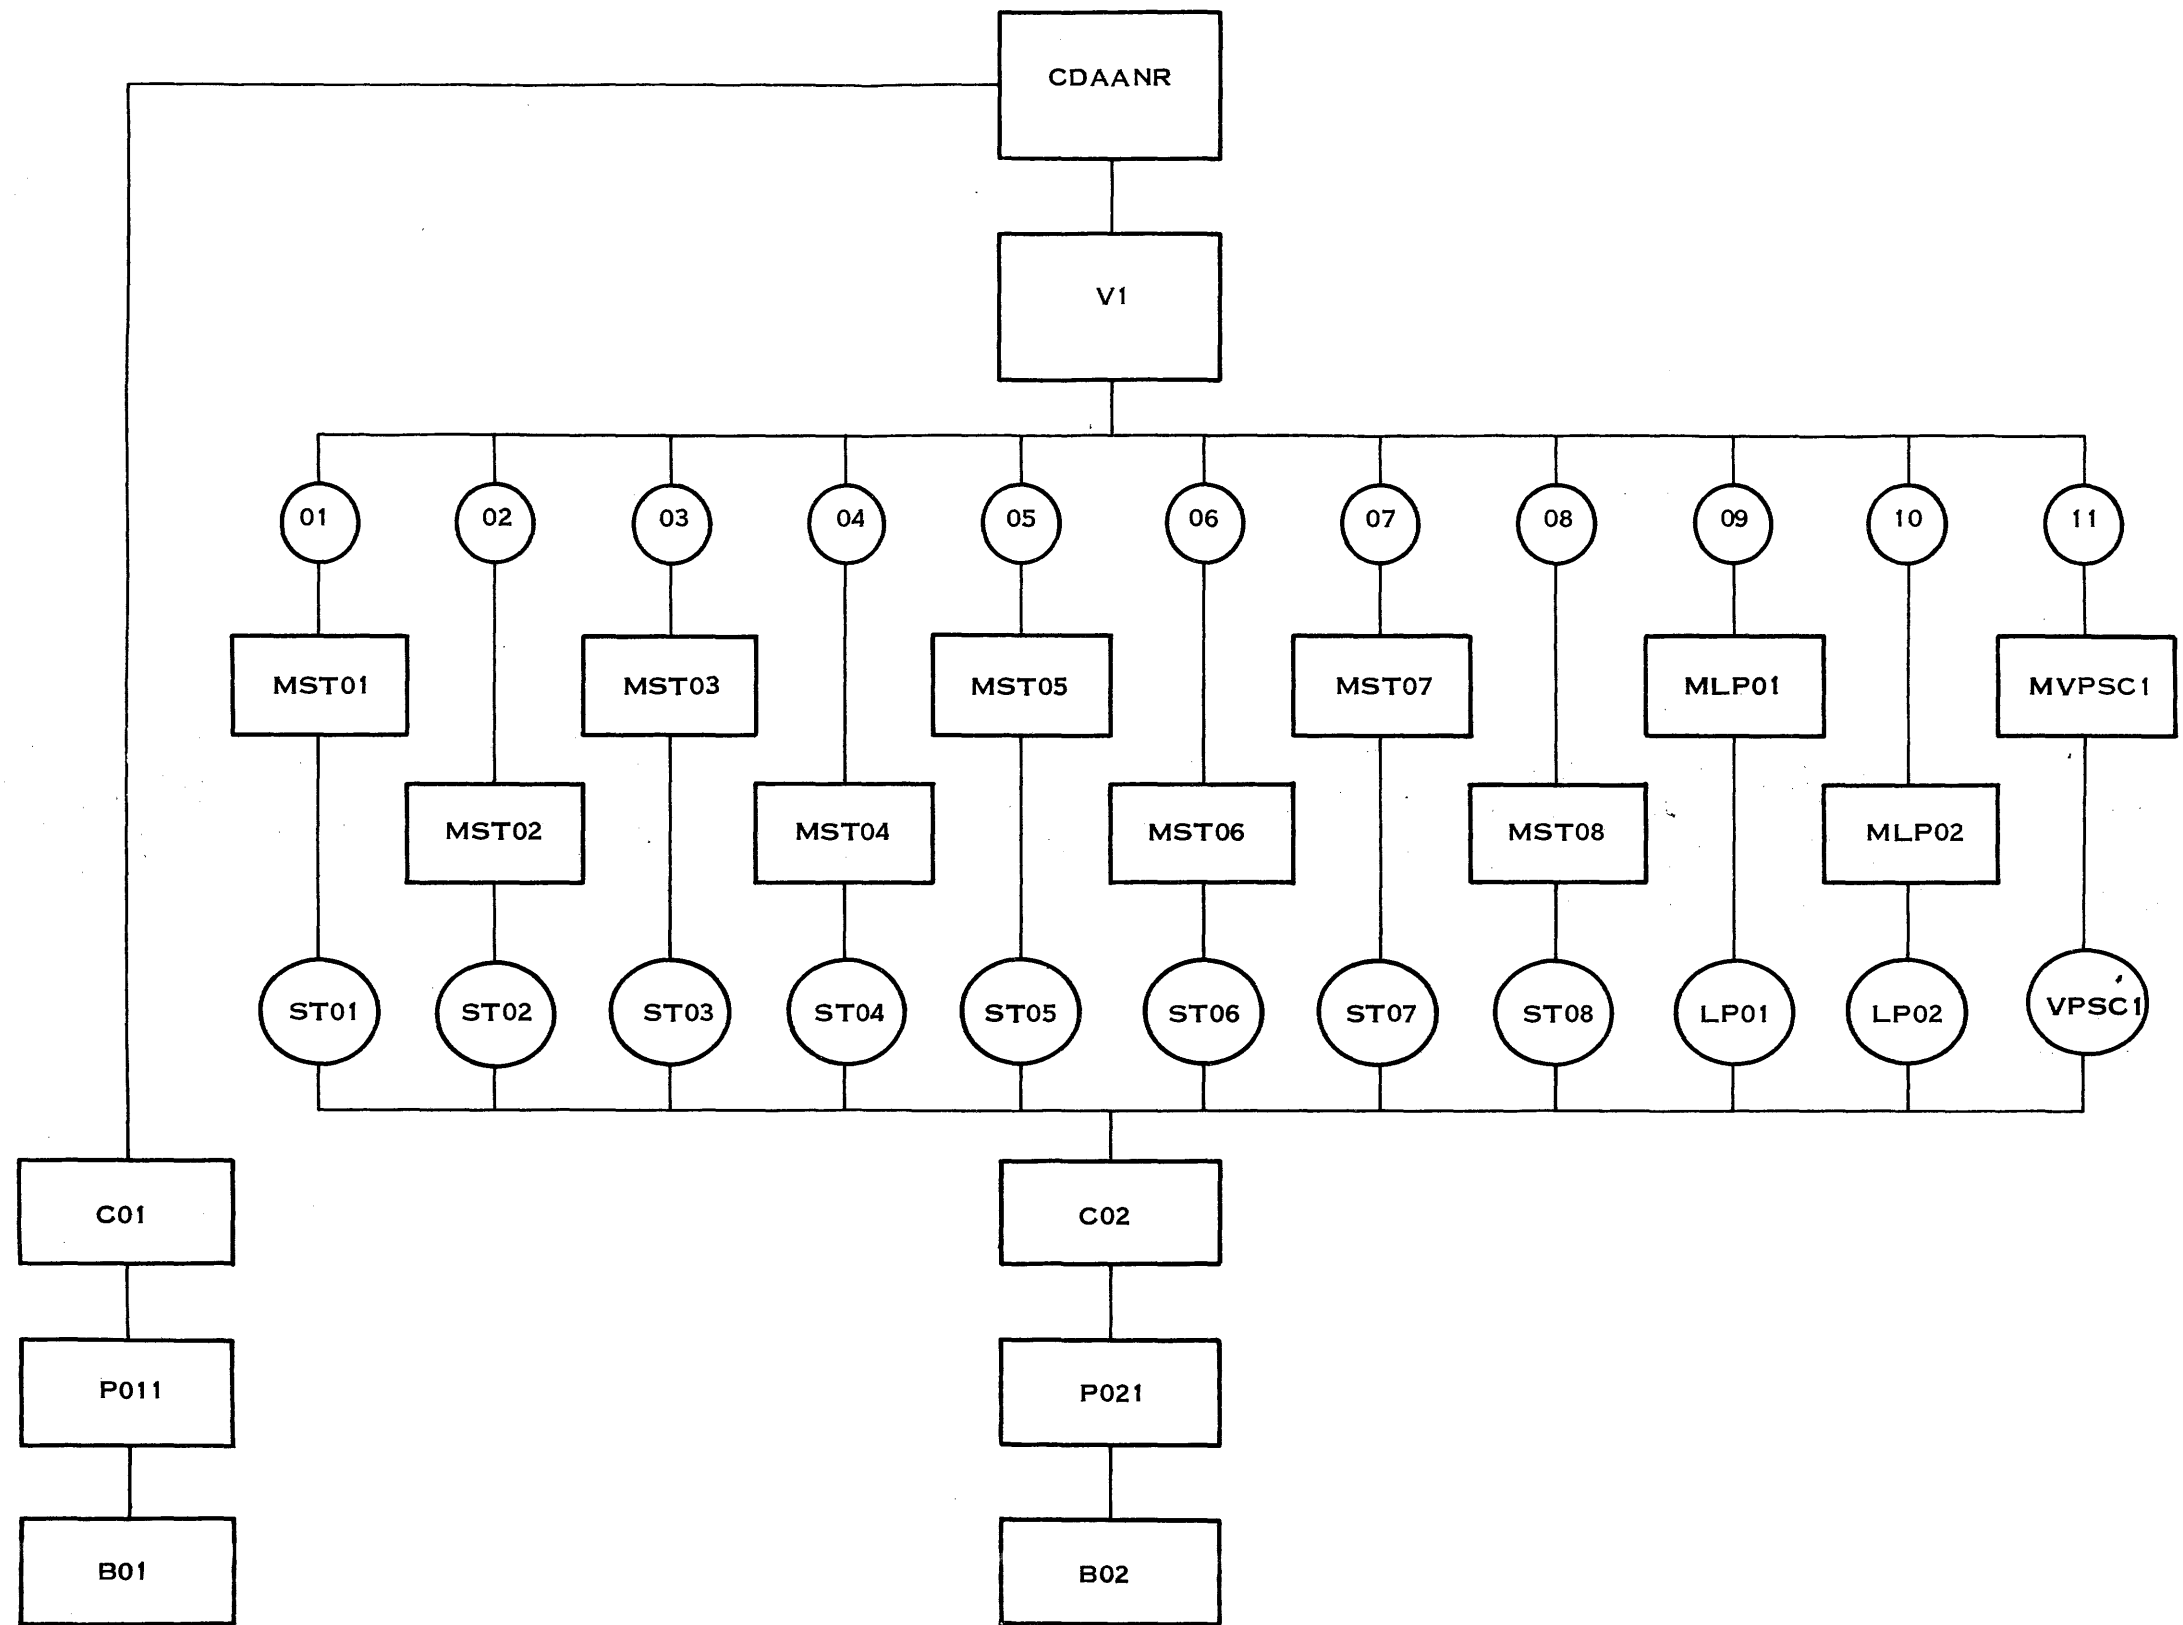 CDAANR
V1
01 02 03 04 05 06 07 08 09 10 11
MST01 MST03 MST05 MST07 MLP01 MVPSC1
MST02 MST04 MST06 MST08 MLP02
ST01 ST02 ST03 ST04 ST05 ST06 ST07 ST08 LP01 LP02 VPSC1
C01 C02
P011 P021
B01 B02